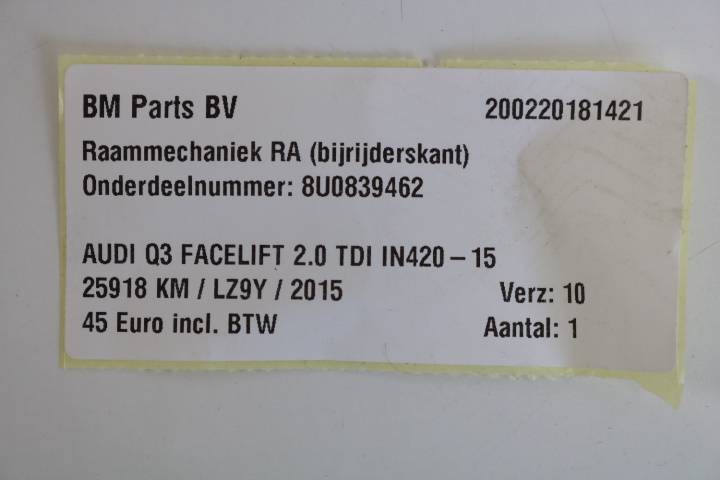 BM Parts BV 200220181421
Raammechaniek RA (bijrijderskant)
Onderdeelnummer: 8U0839462
AUDI Q3 FACELIFT 2.0 TDI IN420-15
25918 KM / LZ9Y / 2015 Verz: 10
45 Euro incl. BTW Aantal: 1